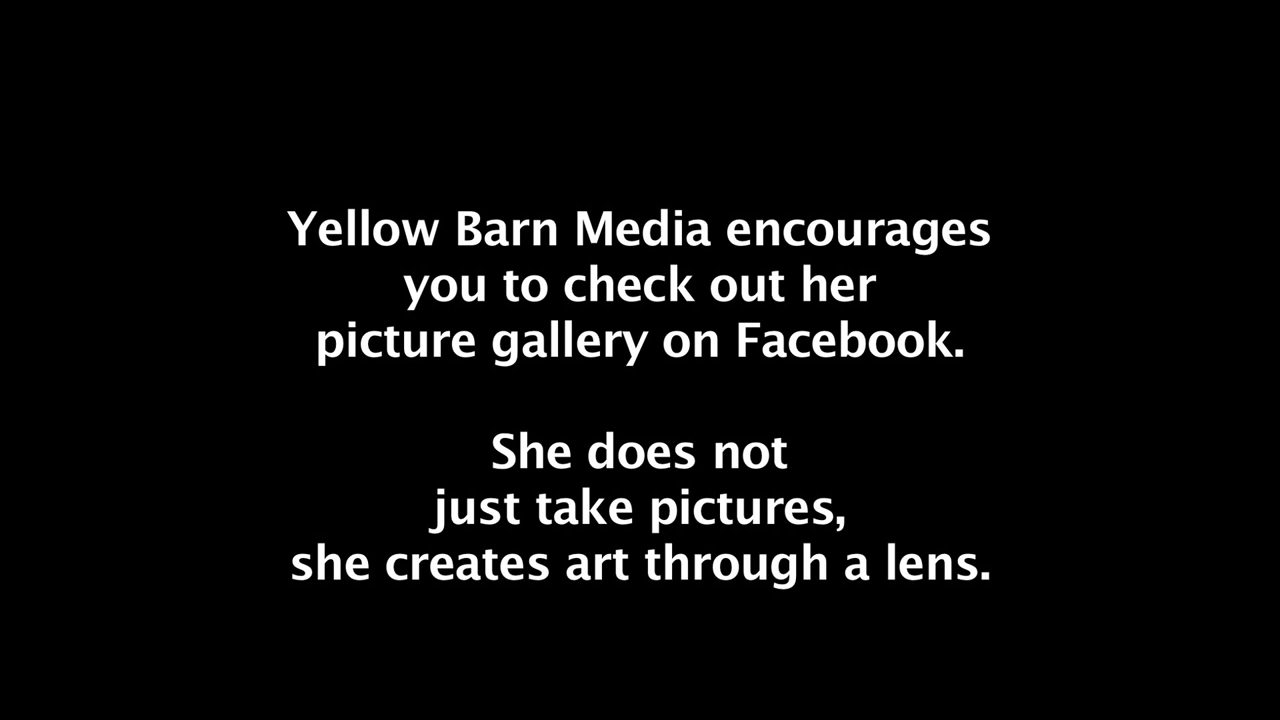 Yellow Barn Media encourages
you to check out her
picture gallery on Facebook.
She does not
just take pictures,
she creates art through a lens.